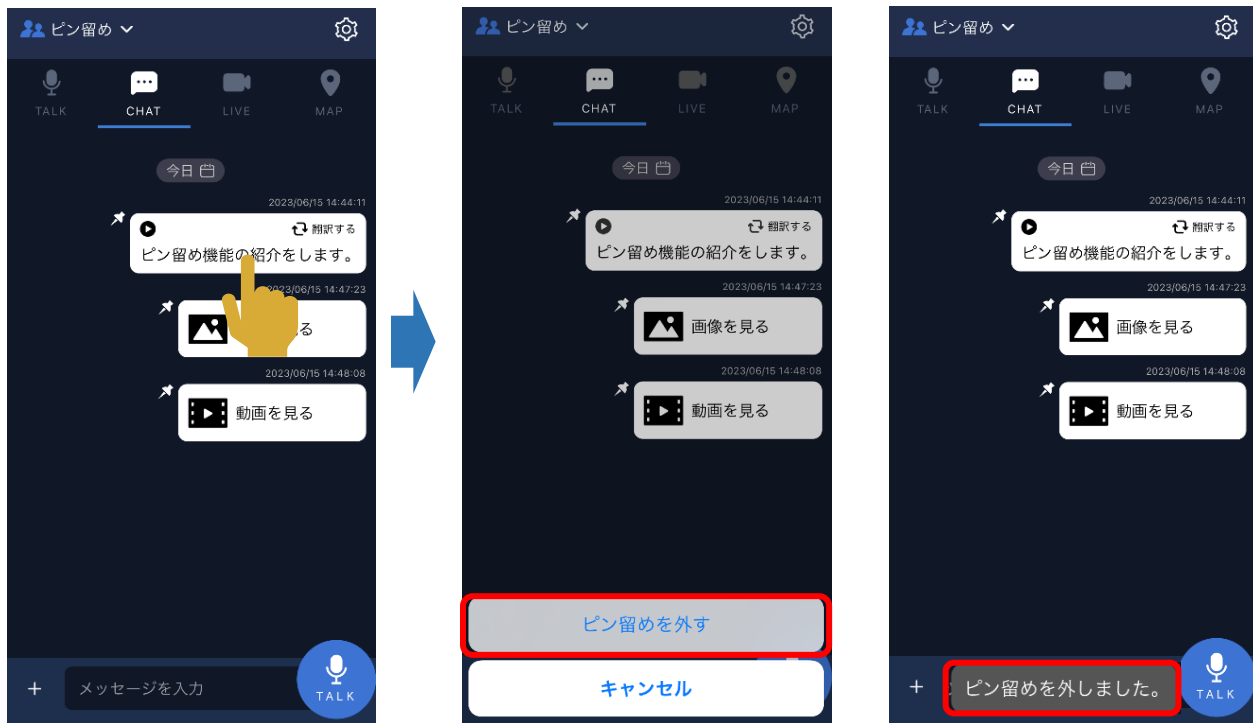 ピン留め
TALK
CHAT
LIVE
MAP
今日
2023/06/15 14:44:11
翻訳する
ピン留め機能の紹介をします。
2023/06/15 14:47:23
る
2023/06/15 14:48:08
動画を見る
メッセージを入力
TALK
ピン留め
TALK
CHAT
LIVE
MAP
今日
2023/06/15 14:44:11
翻訳する
ピン留め機能の紹介をします。
2023/06/15 14:47:23
画像を見る
2023/06/15 14:48:08
動画を見る
ピン留めを外す
キャンセル
ピン留め
TALK
CHAT
LIVE
MAP
今日
2023/06/15 14:44:11
翻訳する
ピン留め機能の紹介をします。
2023/06/15 14:47:23
画像を見る
2023/06/15 14:48:08
動画を見る
ピン留めを外しました。
TALK